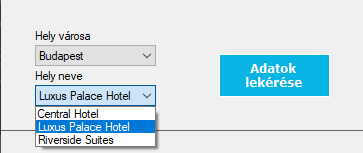 Hely városa
Budapest
Hely neve
Luxus Palace Hotel
Central Hotel
Luxus Palace Hotel
Riverside Suites
Adatok
lekérése